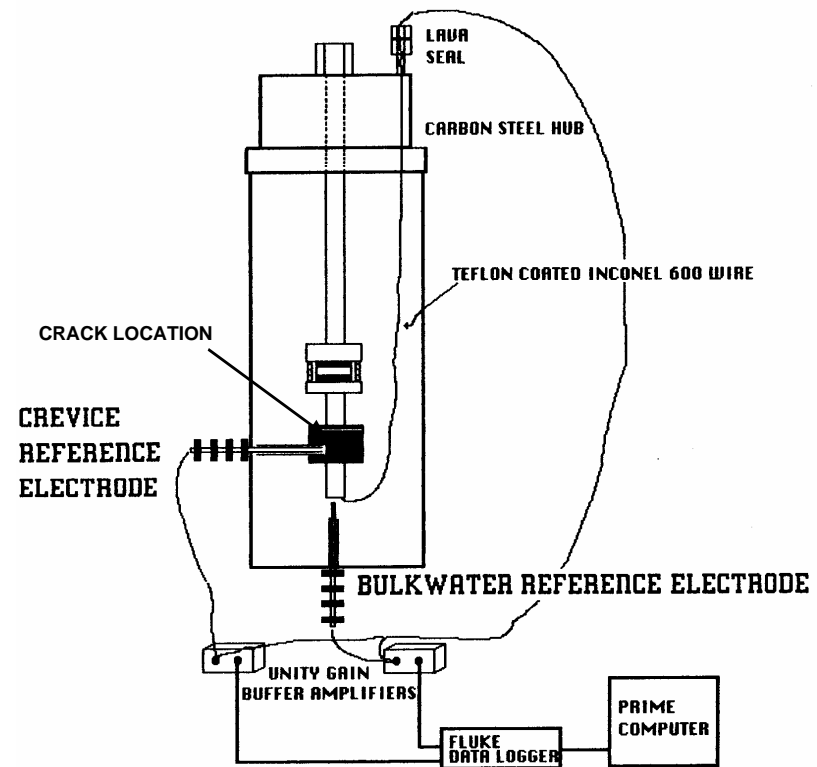 LAVA
SEAL
CARBON STEEL HUB
TEFLON COATED INCONEL 600 WIRE
CRACK LOCATION
CREVICE
REFERENCE
ELECTRODE
BULKWATER REFERENCE ELECTRODE
UNITY GAIN
BUFFER AMPLIFIERS
PRIME
COMPUTER
FLUKE
DATA LOGGER